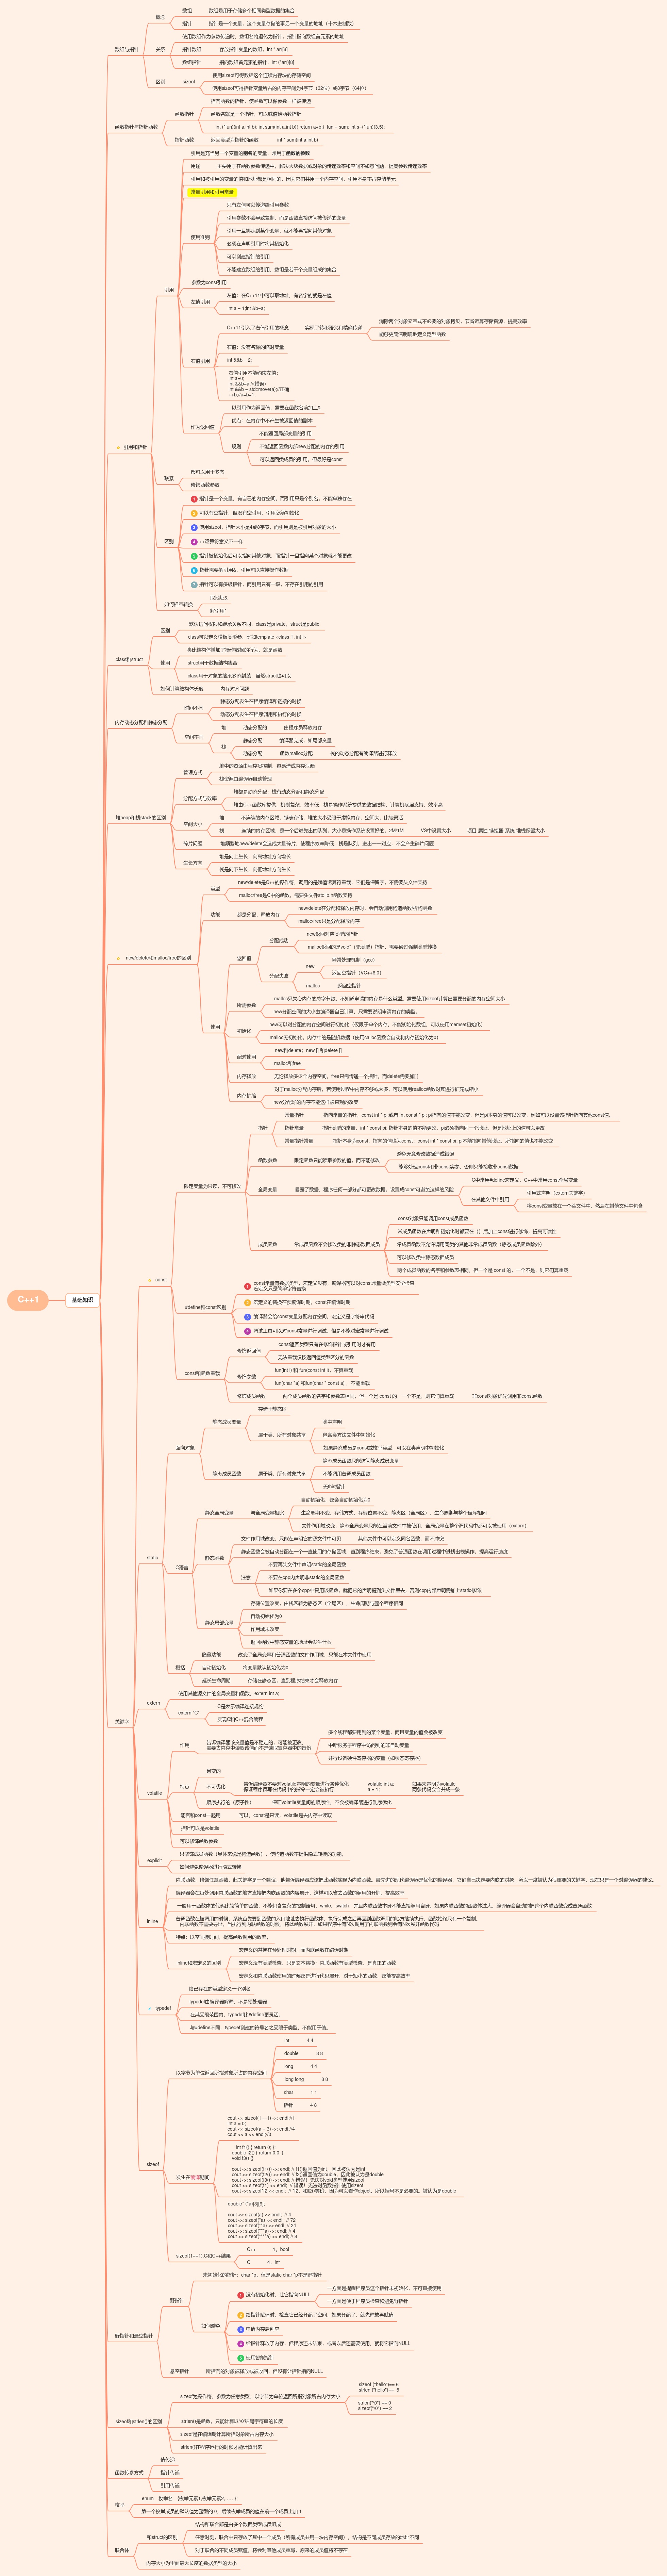 C++1
基础知识
数组与指针
概念
数组
数组是用于存储多个相同类型数据的集合
指针
指针是一个变量，这个变量存储的事另一个变量的地址（十六进制数）
关系
使用数组作为参数传递时，数组名将退化为指针，指针指向数组首元素的地址
指针数组
存放指针变量的数组，int * arr[8]
数组指针
指向数组首元素的指针，int (*arr)[8]
区别
sizeof
使用sizeof可得数组这个连续内存块的存储空间
使用sizeof可得指针变量所占的内存空间为4字节（32位）或8字节（64位）
函数指针与指针函数
函数指针
指向函数的指针，使函数可以像参数一样被传递
函数名就是一个指针，可以赋值给函数指针
int (*fun)(int a,int b); int sum(int a,int b){ return a+b;} fun = sum; int s=(*fun)(3,5);
指针函数
返回类型为指针的函数
int * sum(int a,int b)
引用和指针
引用
引用是充当另一个变量的别名的变量，常用于函数的参数
用途
主要用于在函数参数传递中，解决大块数据或对象的传递效率和空间不如意问题，提高参数传递效率
引用和被引用的变量的值和地址都是相同的，因为它们共用一个内存空间，引用本身不占存储单元
常量引用和引用常量
使用准则
只有左值可以传递给引用参数
引用参数不会导致复制，而是函数直接访问被传递的变量
引用一旦绑定到某个变量，就不能再指向其他对象
必须在声明引用时将其初始化
可以创建指针的引用
不能建立数组的引用，数组是若干个变量组成的集合
参数为const引用
左值引用
左值：在C++11中可以取地址，有名字的就是左值
int a = 1;int &b=a;
右值引用
C++11引入了右值引用的概念
实现了转移语义和精确传递
消除两个对象交互式不必要的对象拷贝，节省运算存储资源，提高效率
能够更简洁明确地定义泛型函数
右值：没有名称的临时变量
int &&b = 2;
右值引用不能约束左值:
int a=0;
int &&b=a;//(错误)
int &&b = std::move(a);//正确
++b;//a=b=1;
作为返回值
以引用作为返回值，需要在函数名前加上&
优点：在内存中不产生被返回值的副本
规则
不能返回局部变量的引用
不能返回函数内部new分配的内存的引用
可以返回类成员的引用，但最好是const
联系
都可以用于多态
修饰函数参数
区别
1 指针是一个变量，有自己的内存空间，而引用只是个别名，不能单独存在
2 可以有空指针，但没有空引用，引用必须初始化
3 使用sizeof，指针大小是4或8字节，而引用则是被引用对象的大小
4 ++运算符意义不一样
5 指针被初始化后可以指向其他对象，而指针一旦指向某个对象就不能更改
6 指针需要解引用&，引用可以直接操作数据
7 指针可以有多级指针，而引用只有一级，不存在引用的引用
如何相互转换
取地址&
解引用*
class和struct
区别
默认访问权限和继承关系不同，class是private，struct是public
class可以定义模板类形参，比如template <class T, int i>
使用
类比结构体增加了操作数据的行为，就是函数
struct用于数据结构集合
class用于对象的继承多态封装，虽然struct也可以
如何计算结构体长度
内存对齐问题
内存动态分配和静态分配
时间不同
静态分配发生在程序编译和链接的时候
动态分配发生在程序调用和执行的时候
空间不同
堆
动态分配的
由程序员释放内存
栈
静态分配
编译器完成，如局部变量
动态分配
函数malloc分配
栈的动态分配有编译器进行释放
堆heap和栈stack的区别
管理方式
堆中的资源由程序员控制，容易造成内存泄漏
栈资源由编译器自动管理
分配方式与效率
堆都是动态分配；栈有动态分配和静态分配
堆由C++函数库提供，机制复杂，效率低；栈是操作系统提供的数据结构，计算机底层支持，效率高
空间大小
堆
不连续的内存区域，链表存储，堆的大小受限于虚拟内存，空间大，比较灵活
栈
连续的内存区域，是一个后进先出的队列，大小是操作系统设置好的，2M/1M
VS中设置大小
项目-属性-链接器-系统-堆栈保留大小
碎片问题
堆频繁地new/delete会造成大量碎片，使程序效率降低；栈是队列，进出一一对应，不会产生碎片问题
生长方向
堆是向上生长，向高地址方向增长
栈是向下生长，向低地址方向生长
new/delete和malloc/free的区别
类型
new/delete是C++的操作符，调用的是赋值运算符重载，它们是保留字，不需要头文件支持
malloc/free是C中的函数，需要头文件stdlib.h函数支持
功能
都是分配、释放内存
new/delete在分配和释放内存时，会自动调用构造函数/析构函数
malloc/free只是分配释放内存
使用
返回值
分配成功
new返回对应类型的指针
malloc返回的是void*（无类型）指针，需要通过强制类型转换
分配失败
new
异常处理机制（gcc）
返回空指针（VC++6.0）
malloc
返回空指针
所需参数
malloc只关心内存的总字节数，不知道申请的内存是什么类型。需要使用sizeof计算出需要分配的内存空间大小
new分配空间的大小由编译器自己计算，只需要说明申请内存的类型。
初始化
new可以对分配的内存空间进行初始化（仅限于单个内存，不能初始化数组，可以使用memset初始化）
malloc无初始化，内存中的是随机数据（使用calloc函数会自动将内存初始化为0）
配对使用
new和delete；new [] 和delete []
malloc和free
内存释放
无论释放多少个内存空间，free只需传递一个指针，而delete需要加[ ]
内存扩缩
对于malloc分配内存后，若使用过程中内存不够或太多，可以使用realloc函数对其进行扩充或缩小
new分配好的内存不能这样被直观的改变
关键字
const
限定变量为只读，不可修改
指针
常量指针
指向常量的指针，const int * pi;或者 int const * pi; pi指向的值不能改变，但是pi本身的值可以改变，例如可以设置该指针指向其他const值。
指针常量
指针类型的常量，int * const pi; 指针本身的值不能更改，pi必须指向同一个地址，但是地址上的值可以更改
常量指针常量
指针本身为const，指向的值也为const：const int * const pi; pi不能指向其他地址，所指向的值也不能改变
函数参数
限定函数只能读取参数的值，而不能修改
避免无意修改数据造成错误
能够处理const和非const实参，否则只能接收非const数据
全局变量
暴露了数据，程序任何一部分都可更改数据，设置成const可避免这样的风险
C中常用#define宏定义，C++中常用const全局变量
在其他文件中引用
引用式声明（extern关键字）
将const变量放在一个头文件中，然后在其他文件中包含
成员函数
常成员函数不会修改类的非静态数据成员
const对象只能调用const成员函数
常成员函数在声明和初始化时都要在（）后加上const进行修饰，提高可读性
常成员函数不允许调用同类的其他非常成员函数（静态成员函数除外）
可以修改类中静态数据成员
两个成员函数的名字和参数表相同，但一个是 const 的，一个不是，则它们算重载
#define和const区别
1 const常量有数据类型，宏定义没有，编译器可以对const常量做类型安全检查
宏定义只是简单字符替换
2 宏定义的替换在预编译时期，const在编译时期
3 编译器会给const变量分配内存空间，宏定义是字符串代码
4 调试工具可以对const常量进行调试，但是不能对宏常量进行调试
const和函数重载
修饰返回值
const返回类型只有在修饰指针或引用时才有用
无法重载仅按返回值类型区分的函数
修饰参数
fun(int i) 和 fun(const int i)，不算重载
fun(char *a) 和fun(char * const a) ，不能重载
修饰成员函数
两个成员函数的名字和参数表相同，但一个是 const 的，一个不是，则它们算重载
非const对象优先调用非const函数
static
面向对象
静态成员变量
存储于静态区
属于类，所有对象共享
类中声明
包含类方法文件中初始化
如果静态成员是const或枚举类型，可以在类声明中初始化
静态成员函数
属于类，所有对象共享
静态成员函数只能访问静态成员变量
不能调用普通成员函数
无this指针
C语言
静态全局变量
与全局变量相比
自动初始化，都会自动初始化为0
生命周期不变，存储方式、存储位置不变，静态区（全局区），生命周期与整个程序相同
文件作用域改变，静态全局变量只能在当前文件中被使用，全局变量在整个源代码中都可以被使用（extern）
静态函数
文件作用域改变，只能在声明它的源文件中可见
其他文件中可以定义同名函数，而不冲突
静态函数会被自动分配在一个一直使用的存储区域，直到程序结束，避免了普通函数在调用过程中进栈出栈操作，提高运行速度
注意
不要再头文件中声明static的全局函数
不要在cpp内声明非static的全局函数
如果你要在多个cpp中复用该函数，就把它的声明提到头文件里去，否则cpp内部声明需加上static修饰。
静态局部变量
存储位置改变，由栈区转为静态区（全局区），生命周期与整个程序相同
自动初始化为0
作用域未改变
返回函数中静态变量的地址会发生什么
概括
隐藏功能
改变了全局变量和普通函数的文件作用域，只能在本文件中使用
自动初始化
将变量默认初始化为0
延长生命周期
存储在静态区，直到程序结束才会释放内存
extern
使用其他源文件的全局变量和函数，extern int a;
extern "C"
C是表示编译连接规约
实现C和C++混合编程
volatile
作用
告诉编译器该变量值是不稳定的，可能被更改，
需要去内存中读取该值而不是读取寄存器中的备份
多个线程都要用到的某个变量，而且变量的值会被改变
中断服务子程序中访问到的非自动变量
并行设备硬件寄存器的变量（如状态寄存器）
特点
易变的
不可优化
告诉编译器不要对volatile声明的变量进行各种优化
保证程序员写在代码中的指令一定会被执行
volatile int a;
a = 1;
如果未声明为volatile
两条代码会合并成一条
顺序执行的（原子性）
保证volatile变量间的顺序性，不会被编译器进行乱序优化
能否和const一起用
可以，const是只读，volatile是去内存中读取
指针可以是volatile
可以修饰函数参数
explicit
只修饰成员函数（具体来说是构造函数），使构造函数不提供隐式转换的功能。
如何避免编译器进行隐式转换
inline
内联函数，修饰任意函数，此关键字是一个建议，他告诉编译器应该把此函数实现为内联函数。最先进的现代编译器是优化的编译器，它们自己决定要内联的对象，所以一度被认为很重要的关键字，现在只是一个对编译器的建议。
编译器会在每处调用内联函数的地方直接把内联函数的内容展开，这样可以省去函数的调用的开销，提高效率
一般用于函数体的代码比较简单的函数，不能包含复杂的控制语句，while、switch，并且内联函数本身不能直接调用自身。如果内联函数的函数体过大，编译器会自动的把这个内联函数变成普通函数
普通函数在被调用的时候，系统首先要到函数的入口地址去执行函数体，执行完成之后再回到函数调用的地方继续执行，函数始终只有一个复制。
内联函数不需要寻址，当执行到内联函数的时候，将此函数展开，如果程序中有N次调用了内联函数则会有N次展开函数代码
特点：以空间换时间，提高函数调用的效率。
inline和宏定义的区别
宏定义的替换在预处理时期，而内联函数在编译时期
宏定义没有类型检查，只是文本替换；内联函数有类型检查，是真正的函数
宏定义和内联函数使用的时候都是进行代码展开，对于短小的函数，都能提高效率
typedef
给已存在的类型定义一个别名
typedef由编译器解释，不是预处理器
在其受限范围内，typedef比#define更灵活。
与#define不同，typedef创建的符号名之受限于类型，不能用于值。
sizeof
以字节为单位返回所指对象所占的内存空间
int
4 4
double
8 8
long
4 4
long long
8 8
char
1 1
指针
4 8
发生在编译期间
cout << sizeof(1==1) << endl;//1
int a = 0;
cout << sizeof(a = 3) << endl;//4
cout << a << endl;//0
int f1() { return 0; };
double f2() { return 0.0; }
void f3() {}
cout << sizeof(f1()) << endl; // f1()返回值为int，因此被认为是int
cout << sizeof(f2()) << endl; // f2()返回值为double，因此被认为是double
cout << sizeof(f3()) << endl; // 错误！无法对void类型使用sizeof
cout << sizeof(f1) << endl; // 错误！无法对函数指针使用sizeof
cout << sizeof*f2 << endl; // *f2，和f2()等价，因为可以看作object，所以括号不是必要的。被认为是double
double* (*a)[3][6];
cout << sizeof(a) << endl; // 4
cout << sizeof(*a) << endl; // 72
cout << sizeof(**a) << endl; // 24
cout << sizeof(***a) << endl; // 4
cout << sizeof(****a) << endl; // 8
sizeof(1==1),C和C++结果
C++
1，bool
C
4，int
野指针和悬空指针
野指针
未初始化的指针：char *p，但是static char *p不是野指针
如何避免
1 没有初始化时，让它指向NULL
一方面是提醒程序员这个指针未初始化，不可直接使用
一方面是便于程序员检查和避免野指针
2 给指针赋值时，检查它已经分配了空间，如果分配了，就先释放再赋值
3 申请内存后判空
4 给指针释放了内存，但程序还未结束，或者以后还需要使用，就将它指向NULL
5 使用智能指针
悬空指针
所指向的对象被释放或被收回，但没有让指针指向NULL
sizeof和strlen()的区别
sizeof为操作符，参数为任意类型，以字节为单位返回所指对象所占内存大小
sizeof ("hello")== 6
strlen ("hello")== 5
strlen("\0") == 0
sizeof("\0") == 2
strlen()是函数，只能计算以"\0"结尾字符串的长度
sizeof是在编译期计算所指对象所占内存大小
strlen()在程序运行的时候才能计算出来
函数传参方式
值传递
指针传递
引用传递
枚举
enum 枚举名 {枚举元素1,枚举元素2,……};
第一个枚举成员的默认值为整型的 0，后续枚举成员的值在前一个成员上加 1
联合体
和struct的区别
结构和联合都是由多个数据类型成员组成
任意时刻，联合中只存放了其中一个成员（所有成员共用一块内存空间），结构是不同成员存放的地址不同
对于联合的不同成员赋值，将会对其他成员重写，原来的成员值将不存在
内存大小为里面最大长度的数据类型的大小